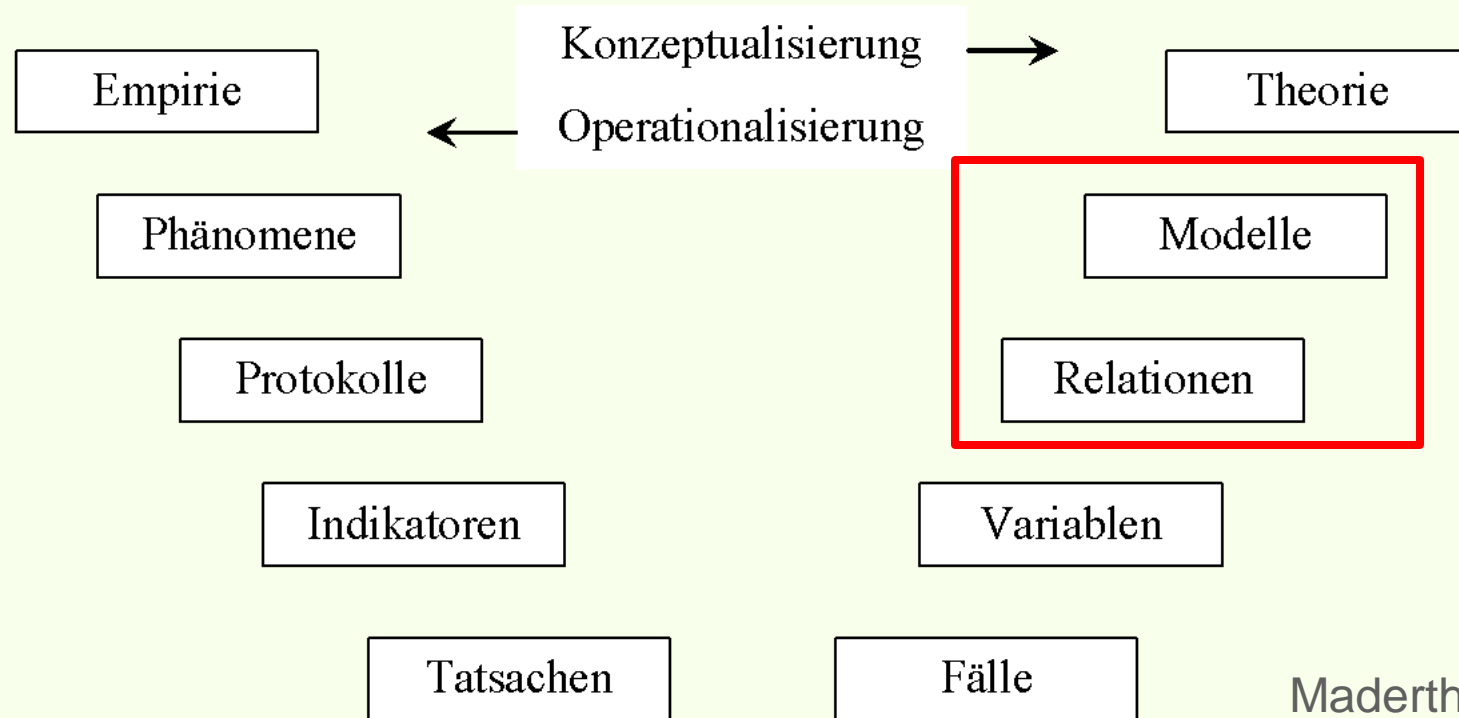 Konzeptualisierung
Empirie
Theorie
Operationalisierung
Phänomene
Modelle
Protokolle
Relationen
Indikatoren
Variablen
Tatsachen
Fälle